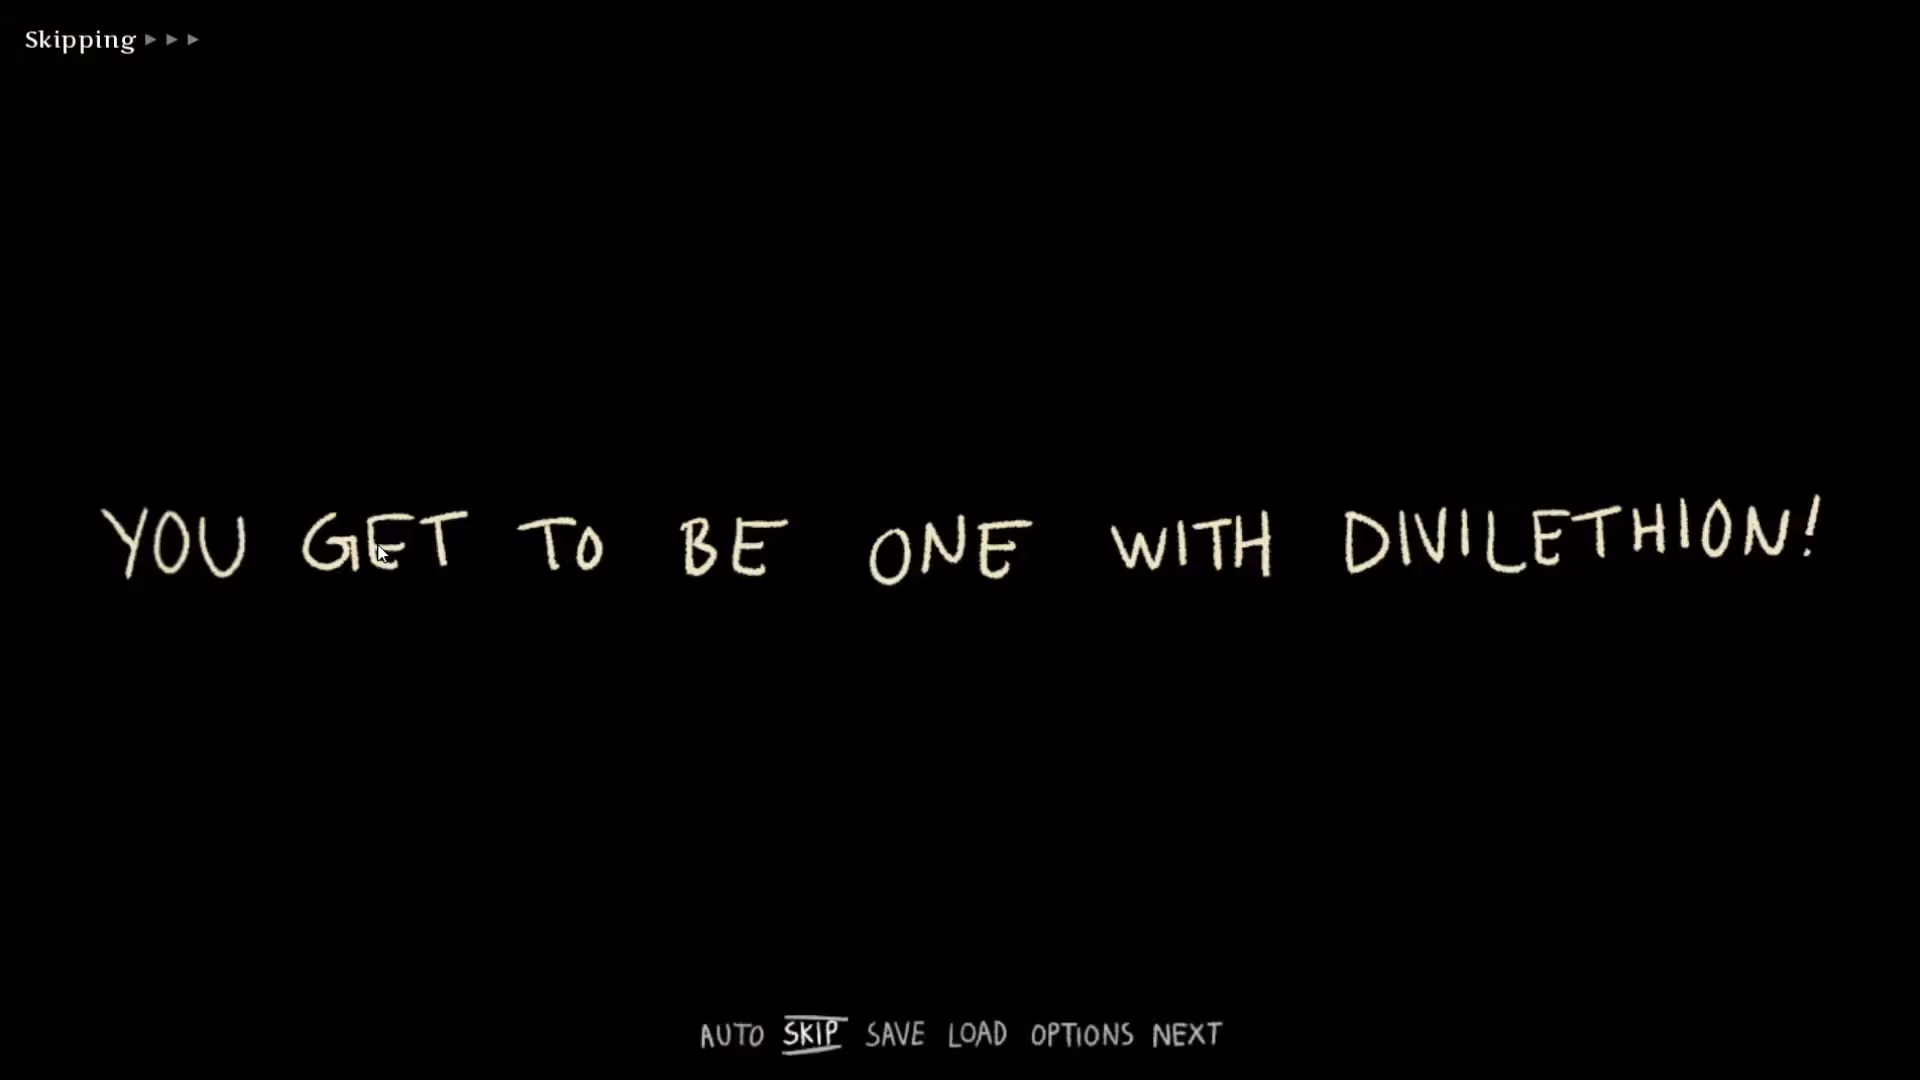 Skipping ▸ ▸ ▸
YOU GET TO BE ONE WITH DIVILETHION!
AUTO SKIP SAVE LOAD OPTIONS NEXT